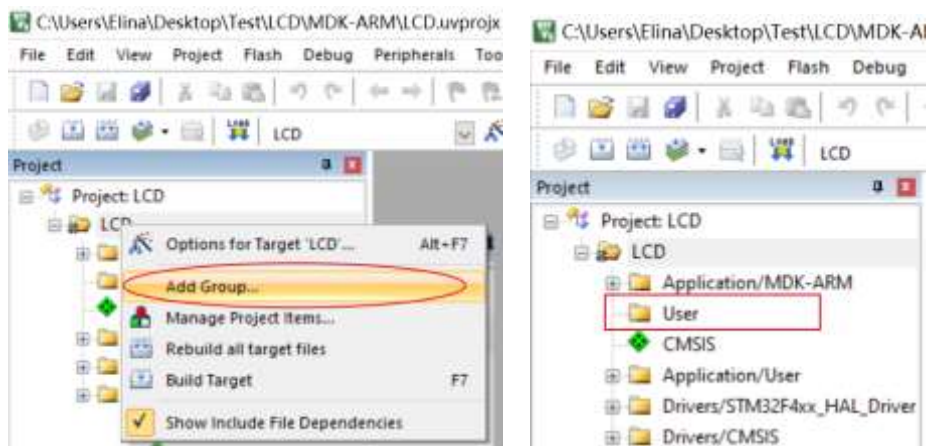 C:\Users\Elina\Desktop\Test\LCD\MDK-ARM\LCD.uvprojx
File Edit View Project Flash Debug Peripherals Too
LCD
Project
Project: LCD
LCD
Options for Target 'LCD'... Alt+F7
Add Group...
Manage Project Items...
Rebuild all target files
Build Target F7
Show Include File Dependencies
C:\Users\Elina\Desktop\Test\LCD\MDK-A
File Edit View Project Flash Debug
LCD
Project
Project: LCD
LCD
Application/MDK-ARM
User
CMSIS
Application/User
Drivers/STM32F4xx_HAL_Driver
Drivers/CMSIS